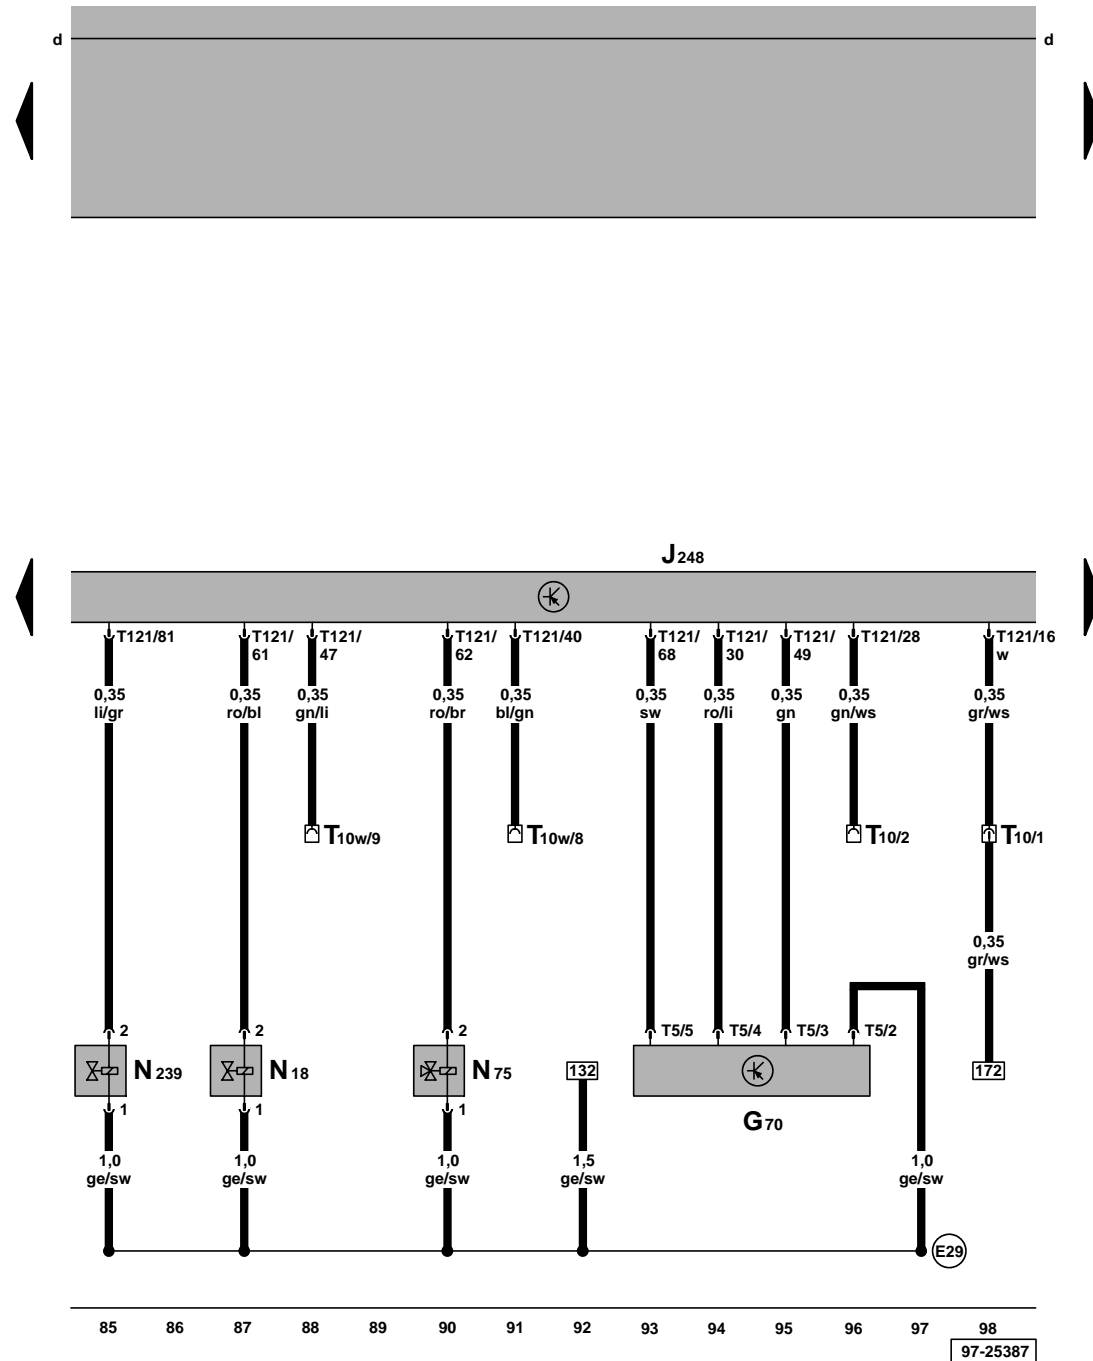 d d
J 248
T121/81 T121/ T121/ T121/ T121/40 T121/ T121/ T121/ T121/28 T121/16
61 47 62 68 30 49 w
0,35 0,35 0,35 0,35 0,35 0,35 0,35 0,35 0,35 0,35
li/gr ro/bl gn/li ro/br bl/gn sw ro/li gn gn/ws gr/ws
T10w/9 T10w/8 T10/2 T10/1
0,35
gr/ws
2 2 2 T5/5 T5/4 T5/3 T5/2
N 239 N 18 N 75 132 172
1 1 1
G 70
1,0 1,0 1,0 1,5 1,0
ge/sw ge/sw ge/sw ge/sw ge/sw
E29
85 86 87 88 89 90 91 92 93 94 95 96 97 98
97-25387